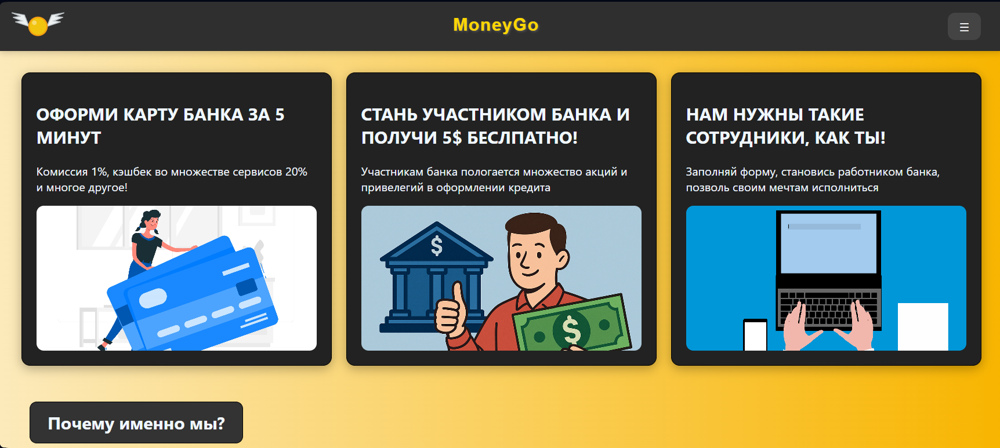 MoneyGo
ОФОРМИ КАРТУ БАНКА ЗА 5
МИНУТ
Комиссия 1%, кэшбек во множестве сервисов 20%
и многое другое!
СТАНЬ УЧАСТНИКОМ БАНКА И
ПОЛУЧИ 5$ БЕСЛПАТНО!
Участникам банка пологается множество акций и
привелегий в оформлении кредита
$
$
НАМ НУЖНЫ ТАКИЕ
СОТРУДНИКИ, КАК ТЫ!
Заполняй форму, становись работником банка,
позволь своим мечтам исполниться
Почему именно мы?